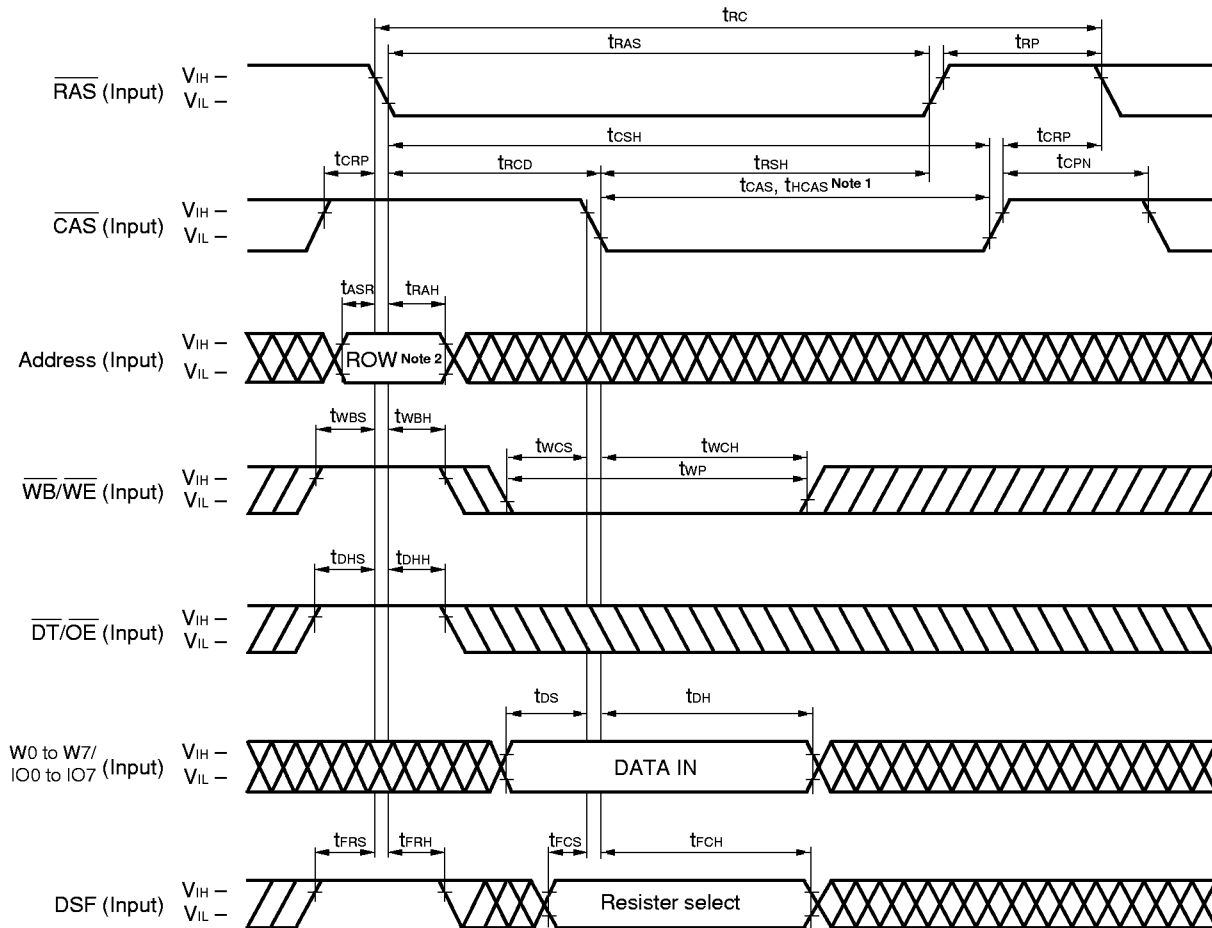 tRC
tRAS
tRP
RAS (Input)
VIH –
VIL –
tCSH
tCRP
tCRP
tRCD
tRSH
tCPN
tCAS, tHCAS Note 1
CAS (Input)
VIH –
VIL –
tASR
tRAH
Address (Input)
VIH –
VIL –
ROW Note 2
tWBS
tWBH
tWCS
tWCH
tWP
WB/WE (Input)
VIH –
VIL –
tDHS
tDHH
DT/OE (Input)
VIH –
VIL –
tDS
tDH
W0 to W7/
IO0 to IO7 (Input)
VIH –
VIL –
DATA IN
tFRS
tFRH
tFCS
tFCH
DSF (Input)
VIH –
VIL –
Resister select